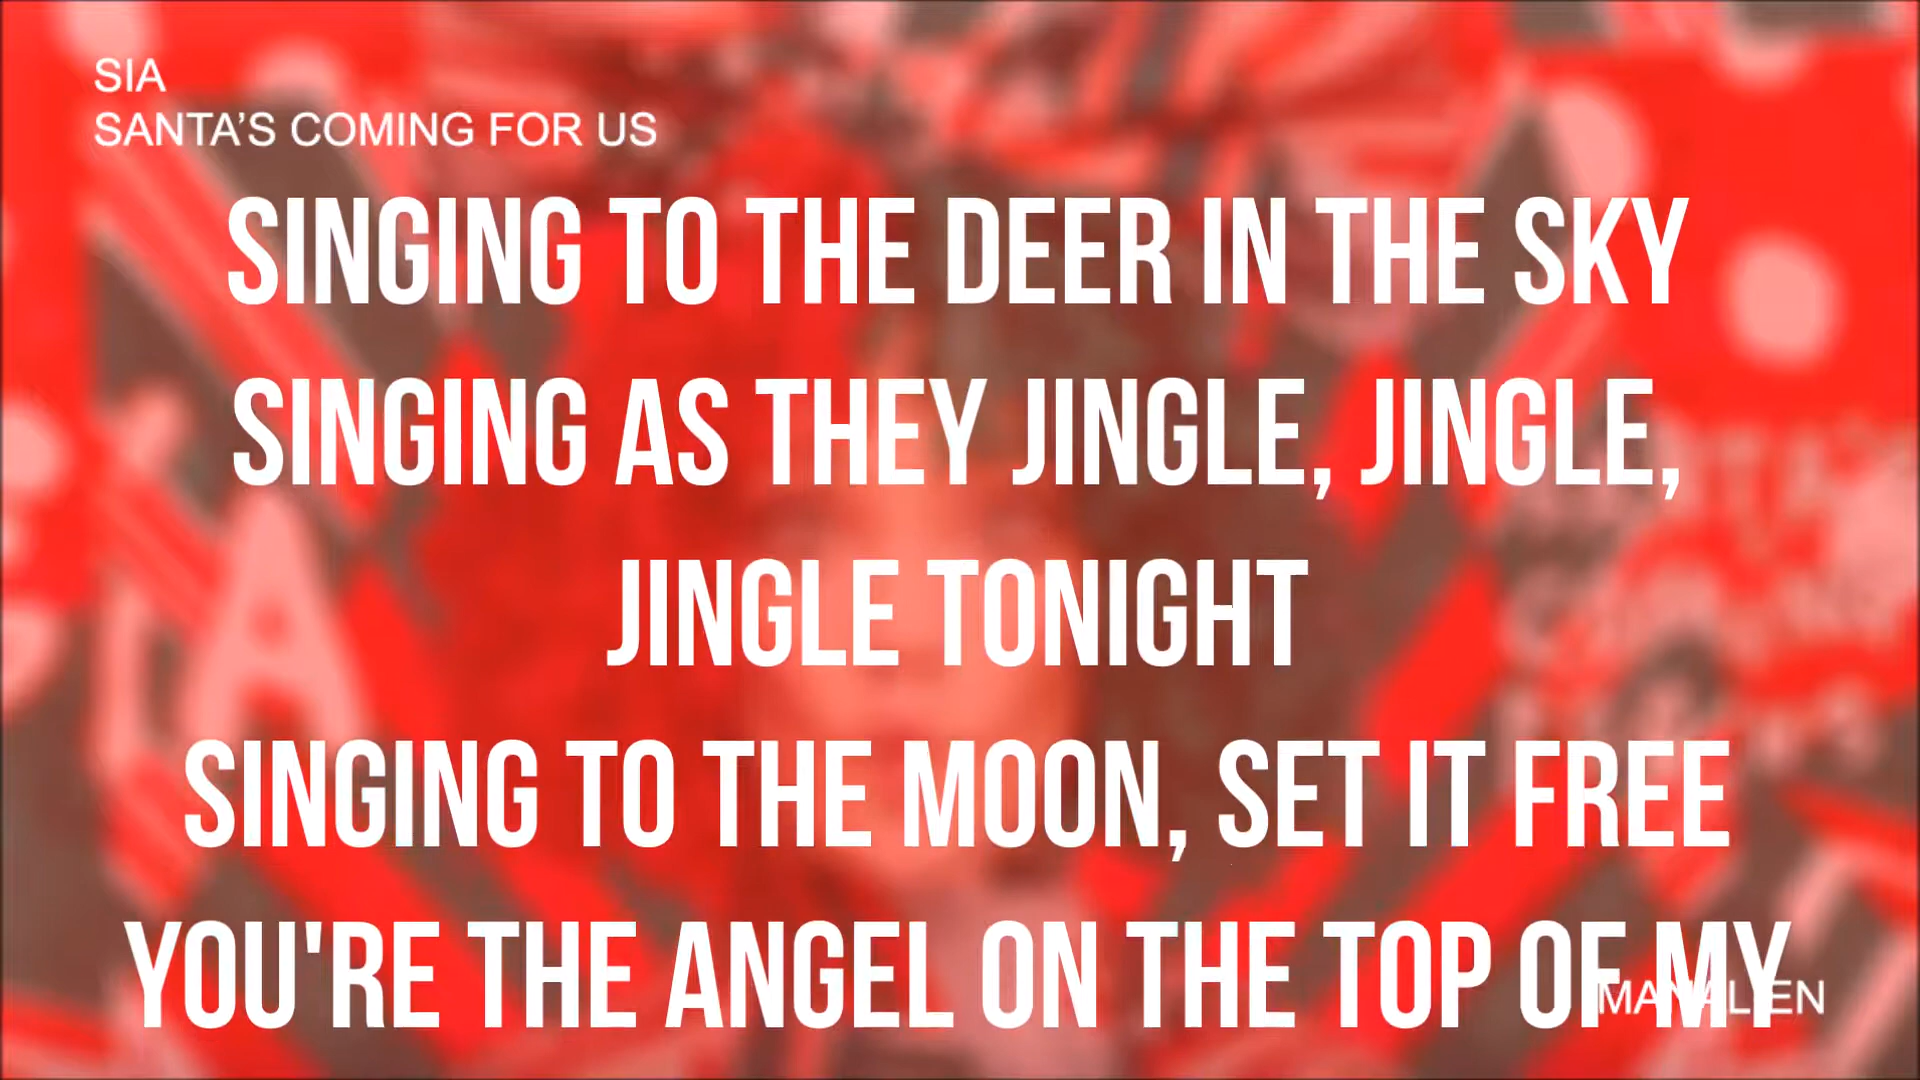 SIA
SANTA'S COMING FOR US
SINGING TO THE DEER IN THE SKY
SINGING AS THEY JINGLE, JINGLE,
JINGLE TONIGHT
SINGING TO THE MOON, SET IT FREE
YOU'RE THE ANGEL ON THE TOP OF MY